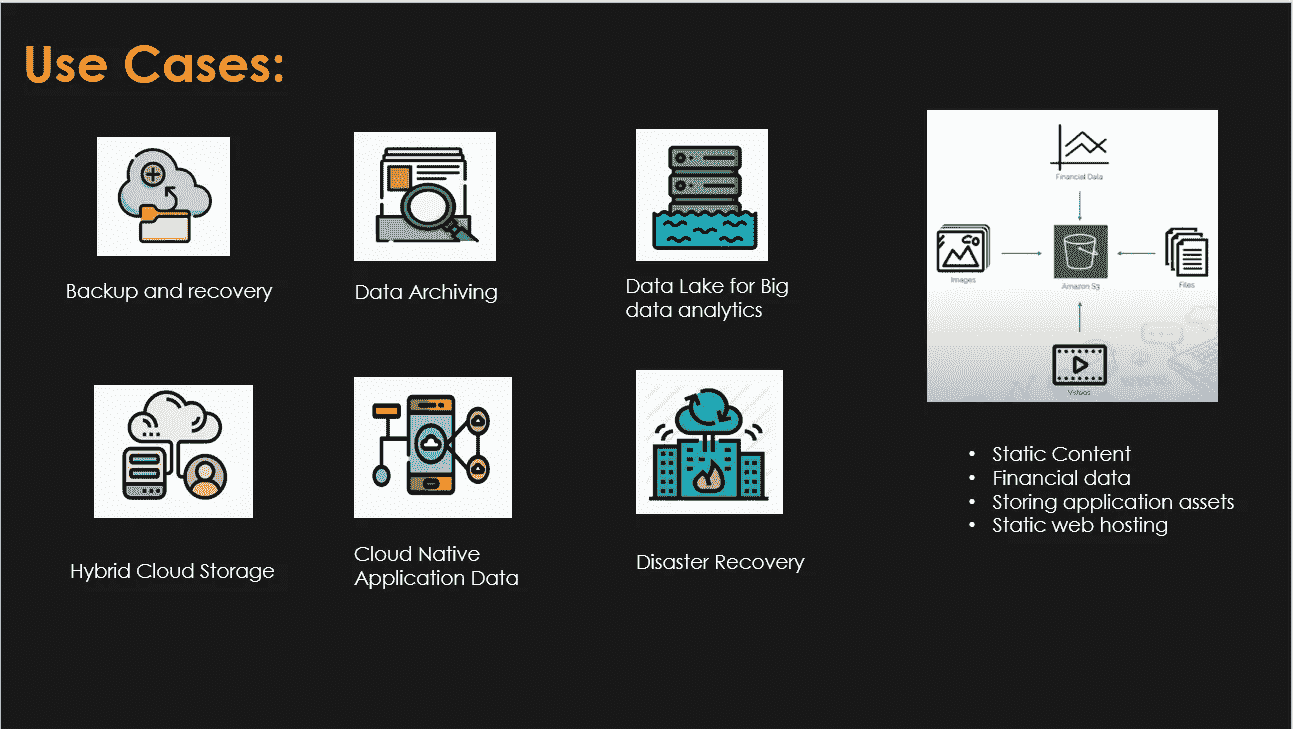 Use Cases:
Backup and recovery
Data Archiving
Data Lake for Big
data analytics
Hybrid Cloud Storage
Cloud Native
Application Data
Disaster Recovery
Financial Data
CO
Images
Amazon S3
Files
Videos
• Static Content
• Financial data
• Storing application assets
• Static web hosting